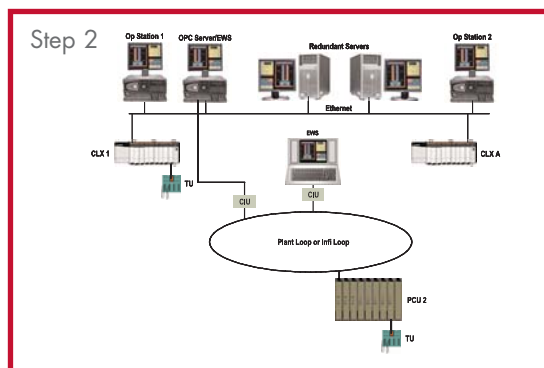 Step 2
Op Station 1
OPC Server/EWS
Redundant Servers
Op Station 2
Ethernet
CLX 1
TU
EWS
CLX A
CIU
CIU
Plant Loop or Infi Loop
PCU 2
TU